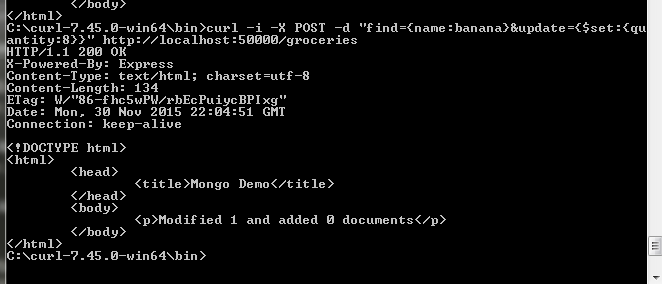 </body>
</html>
C:\curl-7.45.0-win64\bin>curl -i -X POST -d "find={name:banana}&update={$set:{qu
antity:8}}" http://localhost:50000/groceries
HTTP/1.1 200 OK
X-Powered-By: Express
Content-Type: text/html; charset=utf-8
Content-Length: 134
ETag: W/"86-fhc5wPW/rbEcPuiycBPIxg"
Date: Mon, 30 Nov 2015 22:04:51 GMT
Connection: keep-alive
<!DOCTYPE html>
<html>
<head>
<title>Mongo Demo</title>
</head>
<body>
<p>Modified 1 and added 0 documents</p>
</body>
</html>
C:\curl-7.45.0-win64\bin>